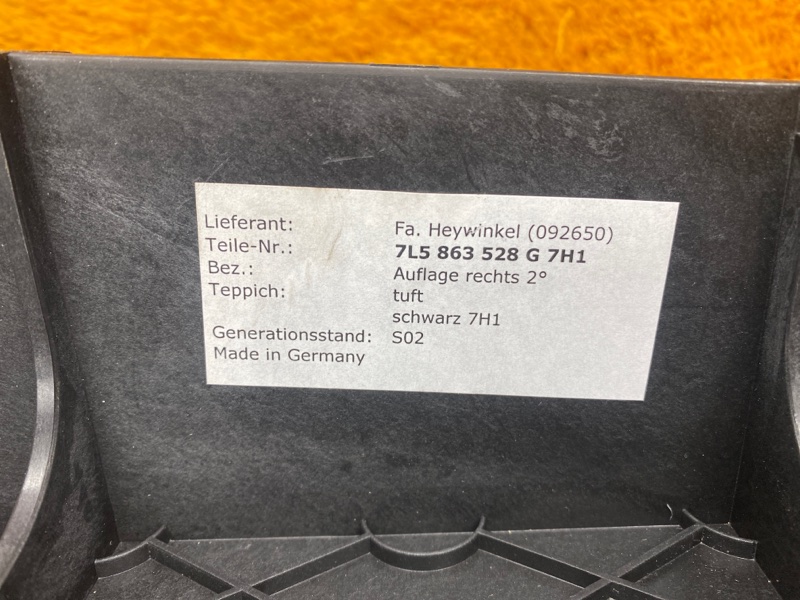 Lieferant: Fa. Heywinkel (092650)
Teile-Nr.: 7L5 863 528 G 7H1
Bez.: Auflage rechts 2°
Teppich: tuft
schwarz 7H1
Generationsstand: S02
Made in Germany